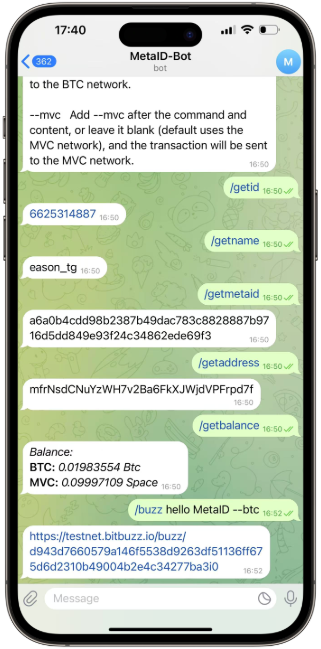 17:40
362
MetaID-Bot
bot
M
to the BTC network.
--mvc Add --mvc after the command and
content, or leave it blank (default uses the
MVC network), and the transaction will be sent
to the MVC network.
16:50
/getid 16:50
6625314887 16:50
/getname 16:50
eason_tg 16:50
/getmetaid 16:50
a6a0b4cdd98b2387b49dac783c8828887b97
16d5dd849e93f24c34862ede69f3 16:50
/getaddress 16:50
mfrNsdCNuYzWH7v2Ba6FkXJWjdVPFrpd7f
16:50
/getbalance 16:50
Balance:
BTC: 0.01983554 Btc
MVC: 0.09997109 Space 16:50
/buzz hello MetaID --btc 16:52
https://testnet.bitbuzz.io/buzz/
d943d7660579a146f5538d9263df51136ff67
5d6d2310b49004b2e4c34277ba3i0 16:52
Message